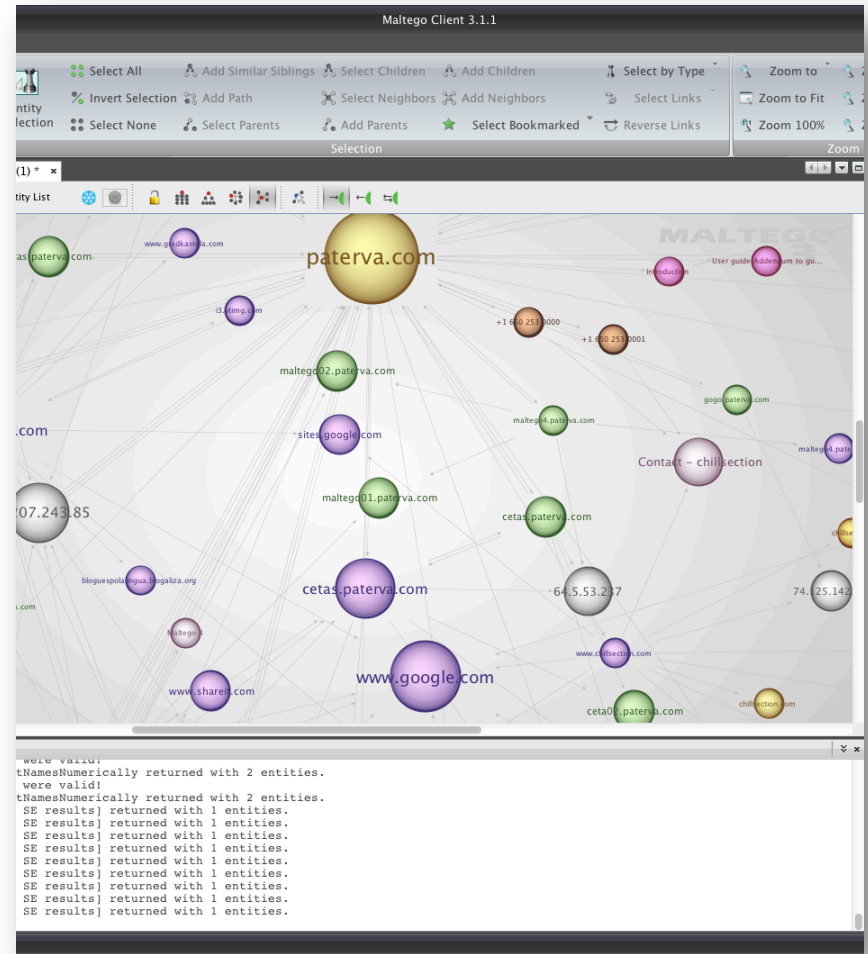 Maltego Client 3.1.1
Select All
Add Similar Siblings
Select Children
Add Children
Select by Type
Zoom to
ntity
Invert Selection
Add Path
Select Neighbors
Add Neighbors
Select Links
Zoom to Fit
lection
Select None
Select Parents
Add Parents
Select Bookmarked
Reverse Links
Zoom 100%
Selection
Zoom
(1) *
tity List
MALTEGO
3
as.paterva.com
www.gradkastela.com
paterva.com
Introduction
User guide Addendum to gu...
i3.ytimg.com
+1 650 253 0000
+1 650 253 0001
maltego02.paterva.com
gogo.paterva.com
maltego4.paterva.com
.com
sites.google.com
maltego4.pate
Contact - chillsection
maltego01.paterva.com
207.243.85
cetas.paterva.com
chillse
bloguespolalingua.blogaliza.org
cetas.paterva.com
64.5.53.237
74.125.142
.com
Maltego 3
www.chillsection.com
www.google.com
www.shareit.com
ceta02.paterva.com
chillsection.com
were valid!
tNamesNumerically returned with 2 entities.
were valid!
tNamesNumerically returned with 2 entities.
SE results] returned with 1 entities.
SE results] returned with 1 entities.
SE results] returned with 1 entities.
SE results] returned with 1 entities.
SE results] returned with 1 entities.
SE results] returned with 1 entities.
SE results] returned with 1 entities.
SE results] returned with 1 entities.
SE results] returned with 1 entities.